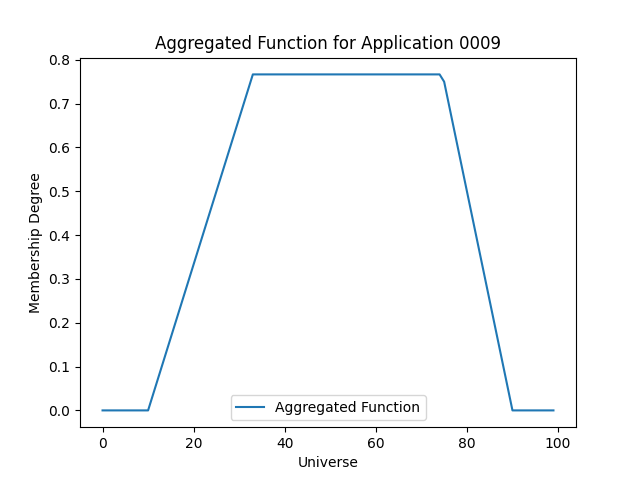 Aggregated Function for Application 0009
Membership Degree
0.8
0.7
0.6
0.5
0.4
0.3
0.2
0.1
0.0
Aggregated Function
0 20 40 60 80 100
Universe